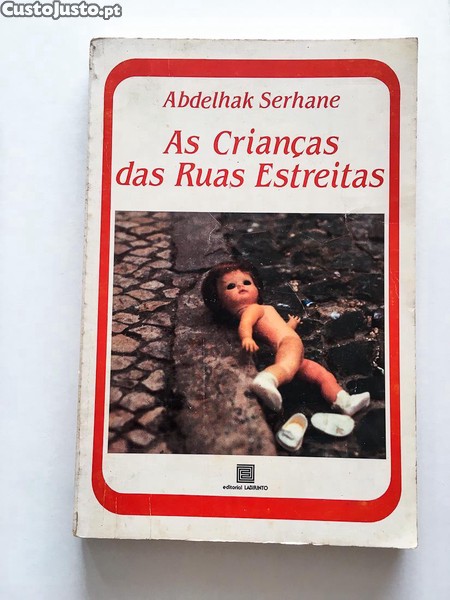 CustoJusto.pt
Abdelhak Serhane
As Crianças
das Ruas Estreitas
editorial LABIRINTO